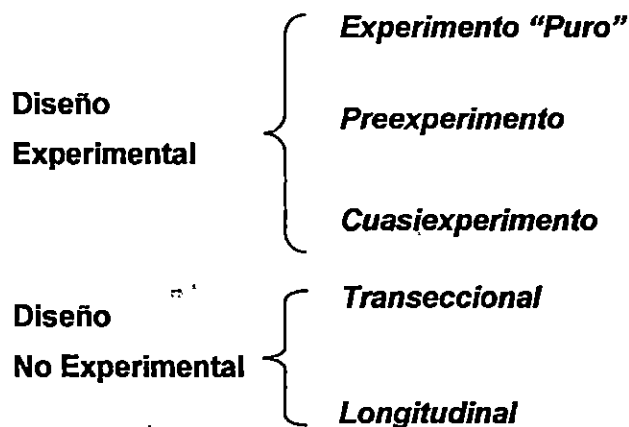 Diseño
Experimental
Experimento “Puro”
Preexperimento
Cuasiexperimento
Diseño
No Experimental
Transeccional
Longitudinal